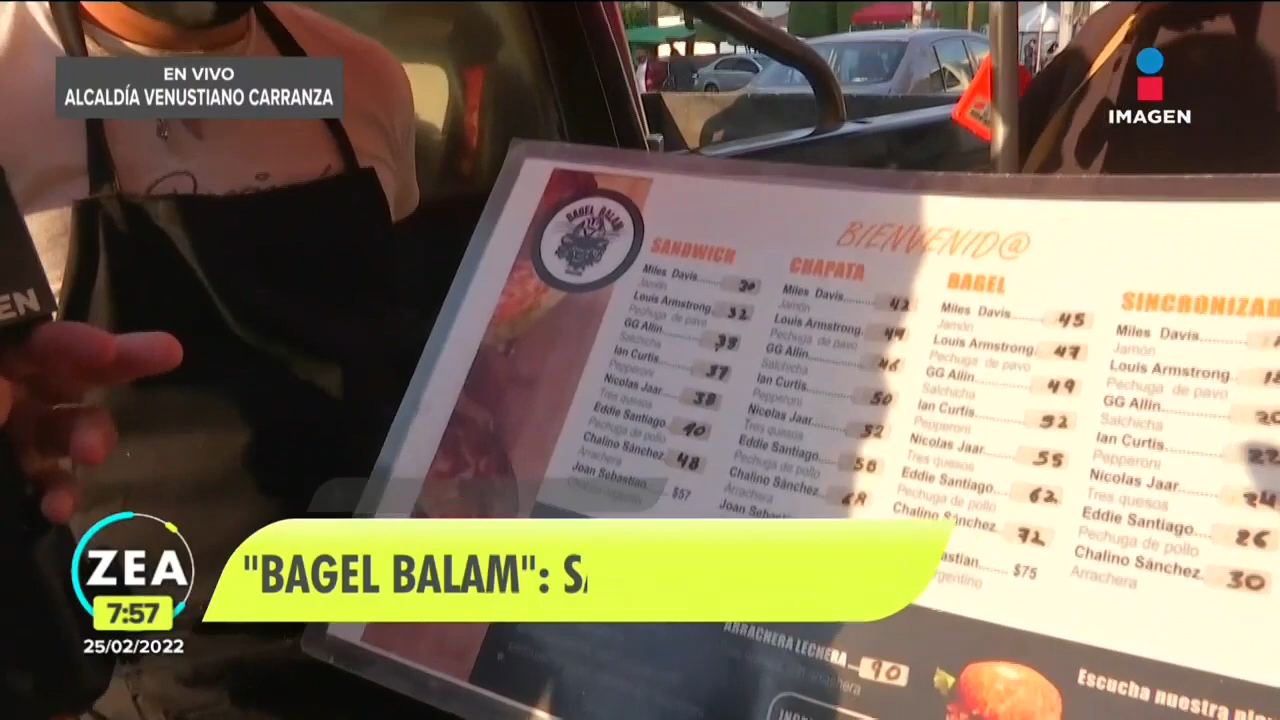 EN VIVO
ALCALDÍA VENUSTIANO CARRANZA
IMAGEN
EN
BAGEL BALAM
BIENVENID@
SANDWICH
Miles Davis 30
Jamón
Louis Armstrong 32
Pechuga de pavo
GG Allin
Salchicha
Ian Curtis 37
Pepperoni
Nicolas Jaar 38
Tres quesos
Eddie Santiago 40
Pechuga de pollo
Chalino Sánchez 48
Arrachera
Joan Sebastian $57
CHAPATA
Miles Davis 42
Jamón
Louis Armstrong 44
Pechuga de pavo
GG Allin 46
Salchicha
Ian Curtis 50
Pepperoni
Nicolas Jaar 52
Tres quesos
Eddie Santiago 58
Pechuga de pollo
Chalino Sánchez
Arrachera
Joan
BAGEL
Miles Davis 45
Jamón
Louis Armstrong 47
Pechuga de pavo
GG Allin 49
Salchicha
Ian Curtis 52
Pepperoni
Nicolas Jaar 55
Tres quesos
Eddie Santiago 62
Pechuga de pollo
Chalino Sánchez 72
$75
SINCRONIZAD
Miles Davis
Jamón
Louis Armstrong
Pechuga de pavo
GG Allin 20
Salchicha
Ian Curtis 22
Pepperoni
Nicolas Jaar 24
Tres quesos
Eddie Santiago 26
Pechuga de pollo
Chalino Sánchez 30
Arrachera
ARRACHERA LECHERA 90
Escucha nuestra
ZEA
7:57
25/02/2022
"BAGEL BALAM": SA